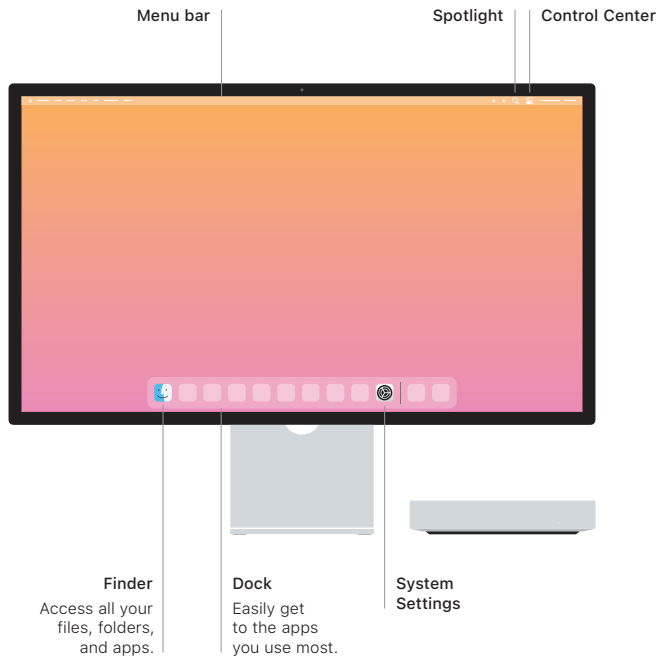 Menu bar
Spotlight
Control Center
Finder
Access all your
files, folders,
and apps.
Dock
Easily get
to the apps
you use most.
System
Settings